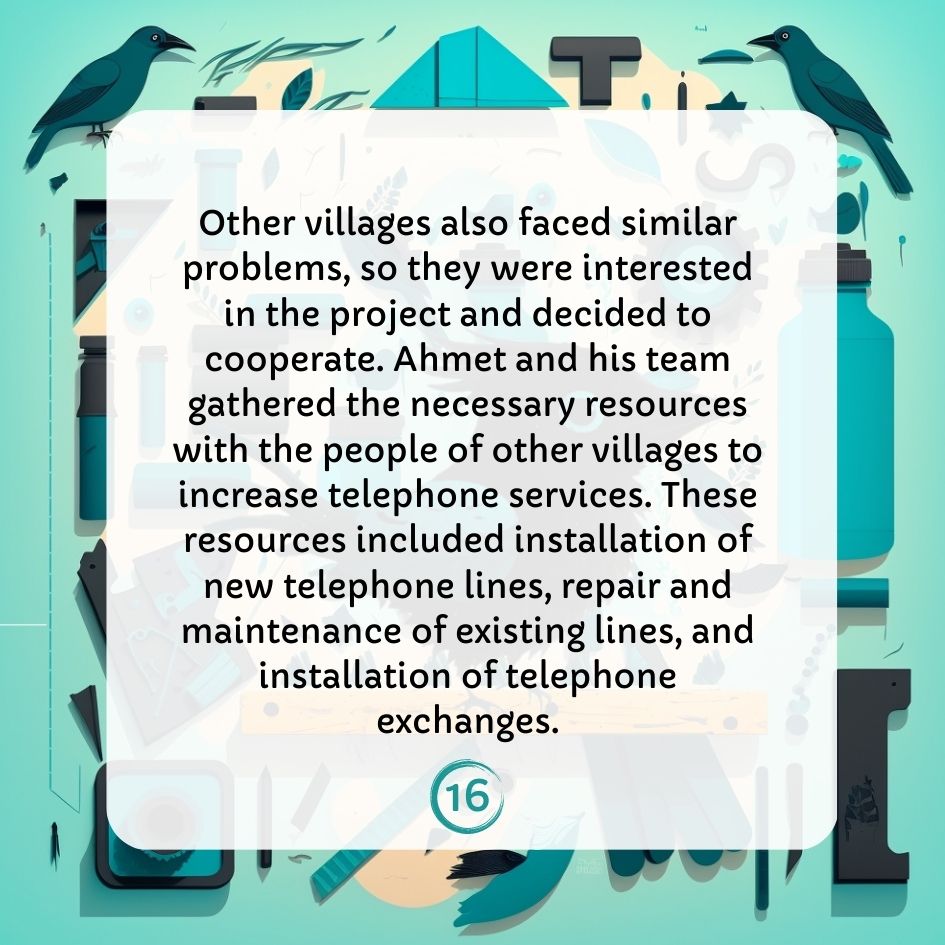 Other villages also faced similar
problems, so they were interested
in the project and decided to
cooperate. Ahmet and his team
gathered the necessary resources
with the people of other villages to
increase telephone services. These
resources included installation of
new telephone lines, repair and
maintenance of existing lines, and
installation of telephone
exchanges.
16